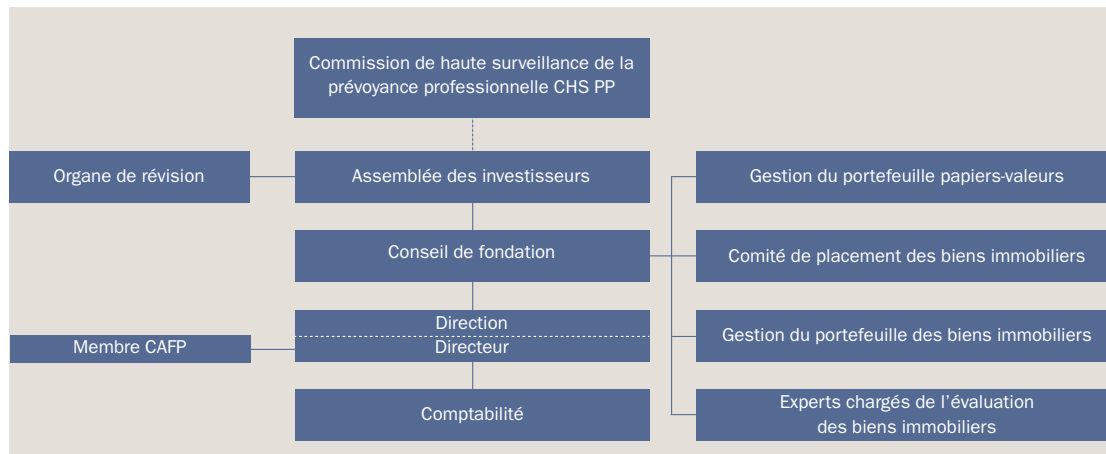 Commission de haute surveillance de la
prévoyance professionnelle CHS PP
Organe de révision
Assemblée des investisseurs
Gestion du portefeuille papiers-valeurs
Conseil de fondation
Comité de placement des biens immobiliers
Direction
Directeur
Membre CAFP
Gestion du portefeuille des biens immobiliers
Comptabilité
Experts chargés de l’évaluation
des biens immobiliers